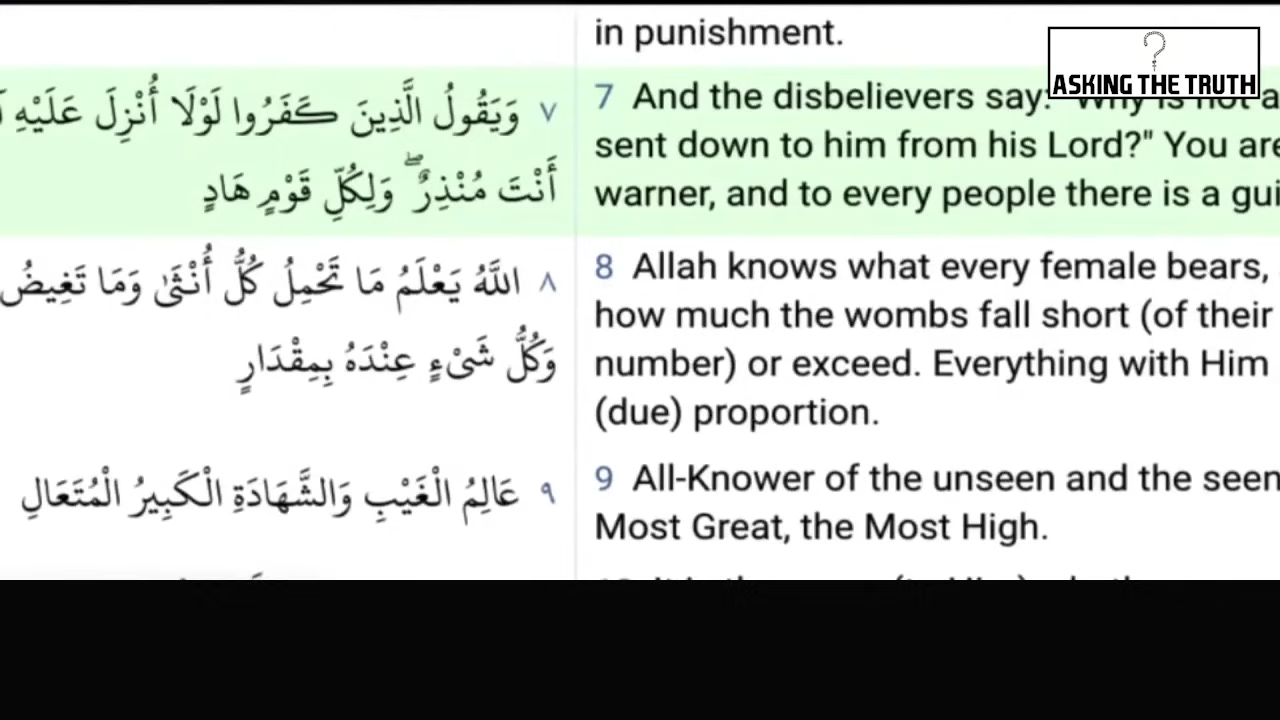 in punishment.
?
ASKING THE TRUTH
٧ وَيَقُولُ الَّذِينَ كَفَرُوا لَوْلَا أُنْزِلَ عَلَيْهِ
أَنْتَ مُنْذِرٌ ۖ وَلِكُلِّ قَوْمٍ هَادٍ
7 And the disbelievers say: "Why is not a
sent down to him from his Lord?" You are
warner, and to every people there is a gui
٨ اللَّهُ يَعْلَمُ مَا تَحْمِلُ كُلُّ أُنْثَىٰ وَمَا تَغِيضُ
وَكُلُّ شَىْءٍ عِنْدَهُ بِمِقْدَارٍ
8 Allah knows what every female bears,
how much the wombs fall short (of their
number) or exceed. Everything with Him
(due) proportion.
٩ عَالِمُ الْغَيْبِ وَالشَّهَادَةِ الْكَبِيرُ الْمُتَعَالِ
9 All-Knower of the unseen and the seen
Most Great, the Most High.